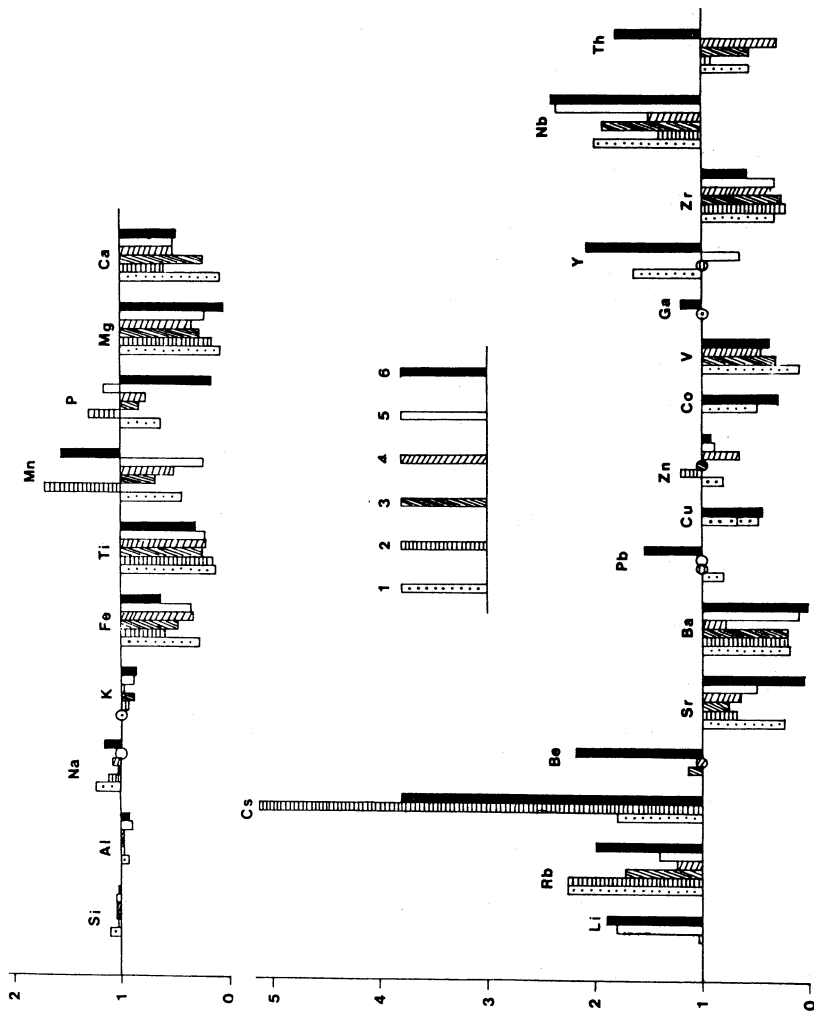 2
1
0
Si
Al
Na
K
Fe
Ti
Mn
P
Mg
Ca
1
2
3
4
5
6
5
4
3
2
1
0
Li
Rb
Cs
Be
Sr
Ba
Pb
Cu
Zn
Co
V
Ga
Y
Zr
Nb
Th